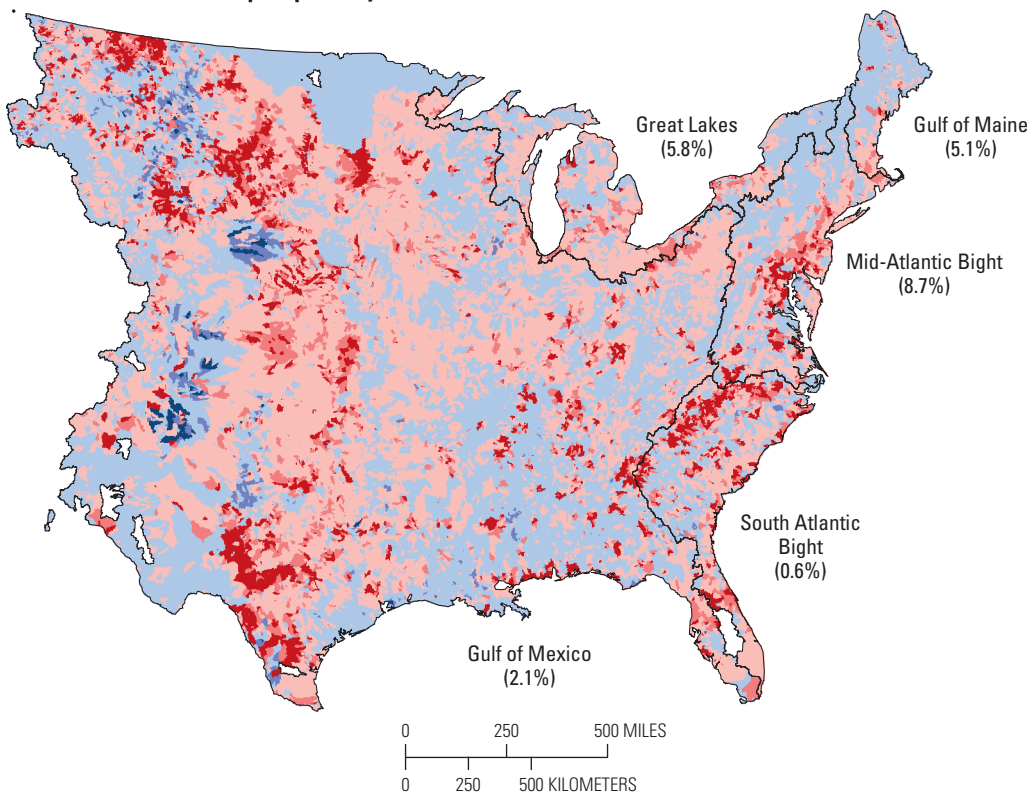 Great Lakes
(5.8%)
Gulf of Maine
(5.1%)
Mid-Atlantic Bight
(8.7%)
South Atlantic
Bight
(0.6%)
Gulf of Mexico
(2.1%)
0 250 500 MILES
0 250 500 KILOMETERS